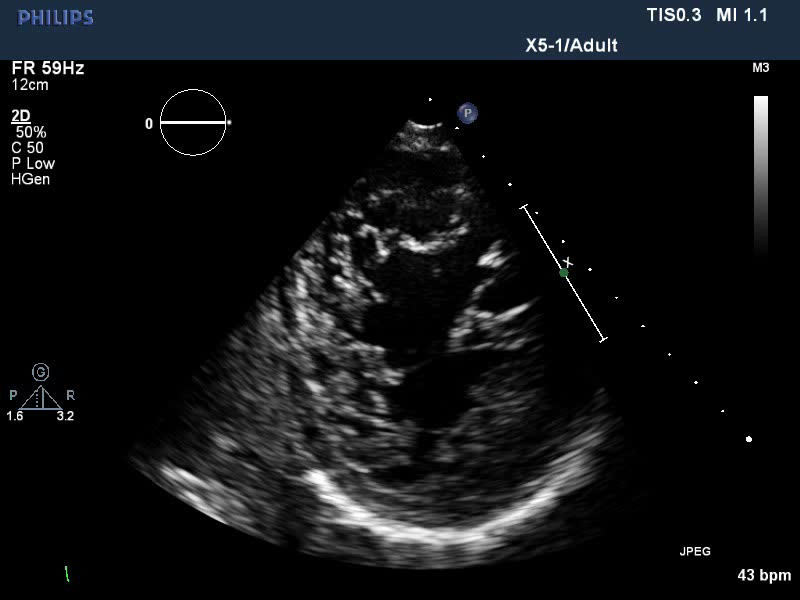 PHILIPS
TIS0.3 MI 1.1
X5-1/Adult
FR 59Hz
12cm
M3
2D
50%
C 50
P Low
HGen
0
P
X
G
P R
1.6 3.2
JPEG
43 bpm